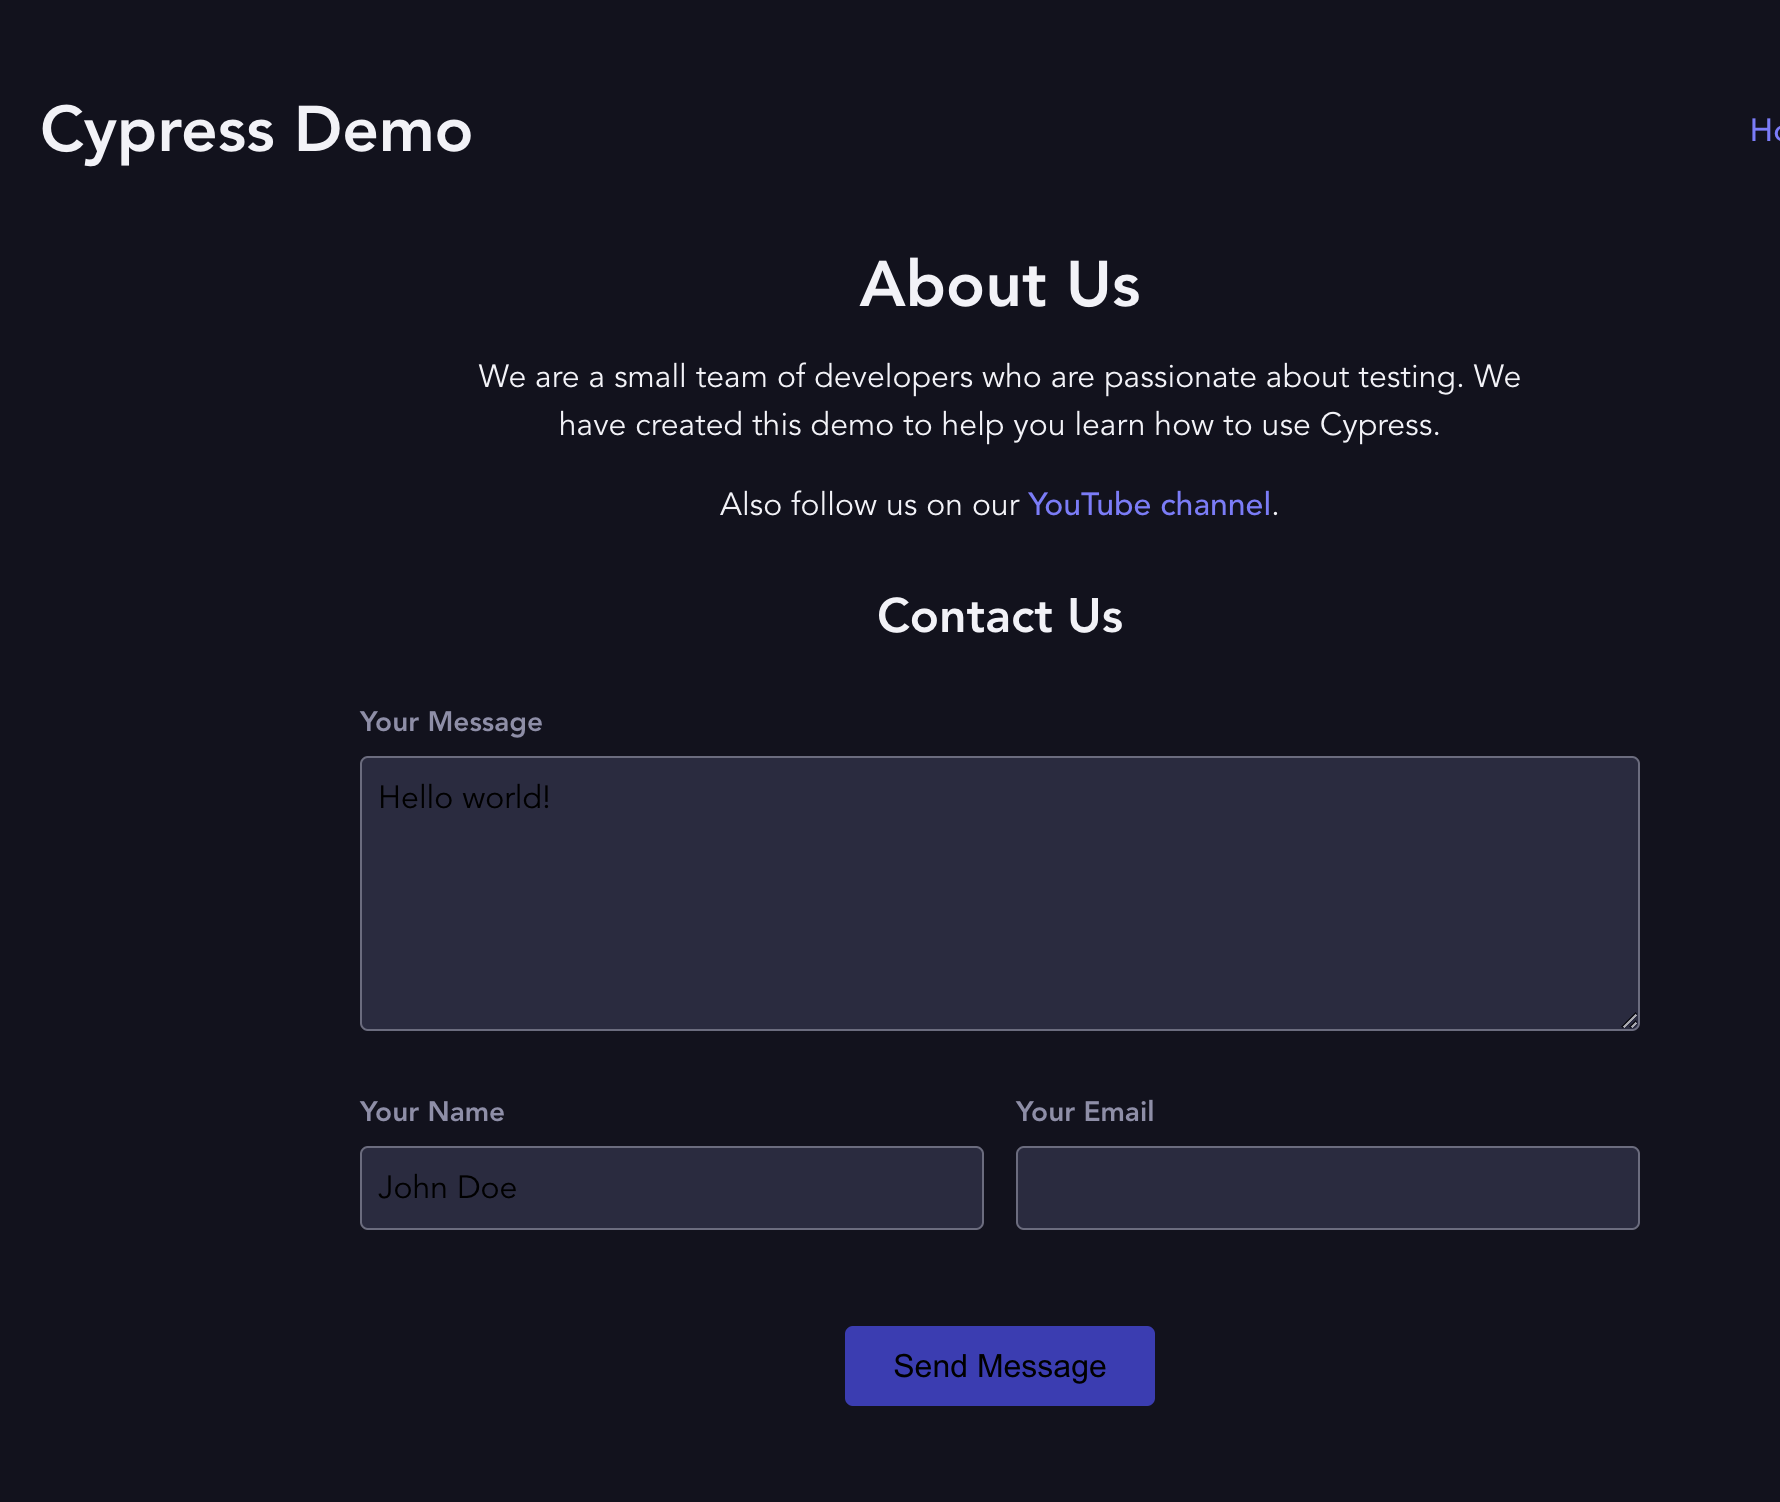 Cypress Demo
About Us
We are a small team of developers who are passionate about testing. We
have created this demo to help you learn how to use Cypress.
Also follow us on our YouTube channel.
Contact Us
Your Message
Hello world!
Your Name
Your Email
John Doe
Send Message